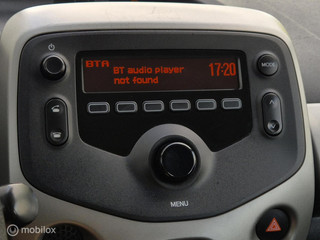 BTA
BT audio player
17:20
not found
MODE
MENU
mobilox